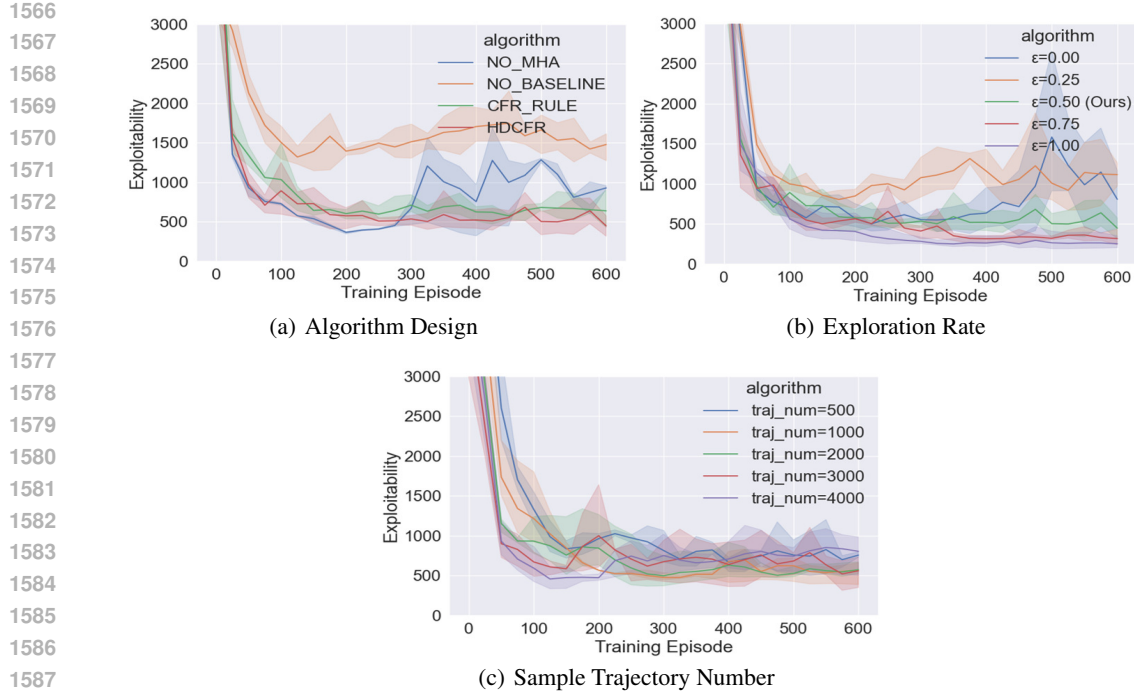 1566
1567
1568
1569
1570
1571
1572
1573
1574
1575
1576
1577
1578
1579
1580
1581
1582
1583
1584
1585
1586
1587
3000
2500
2000
1500
1000
500
0
Exploitability
algorithm
NO_MHA
NO_BASELINE
CFR_RULE
HDCFR
0 100 200 300 400 500 600
Training Episode
(a) Algorithm Design
3000
2500
2000
1500
1000
500
0
Exploitability
algorithm
ε=0.00
ε=0.25
ε=0.50 (Ours)
ε=0.75
ε=1.00
0 100 200 300 400 500 600
Training Episode
(b) Exploration Rate
3000
2500
2000
1500
1000
500
0
Exploitability
algorithm
traj_num=500
traj_num=1000
traj_num=2000
traj_num=3000
traj_num=4000
0 100 200 300 400 500 600
Training Episode
(c) Sample Trajectory Number